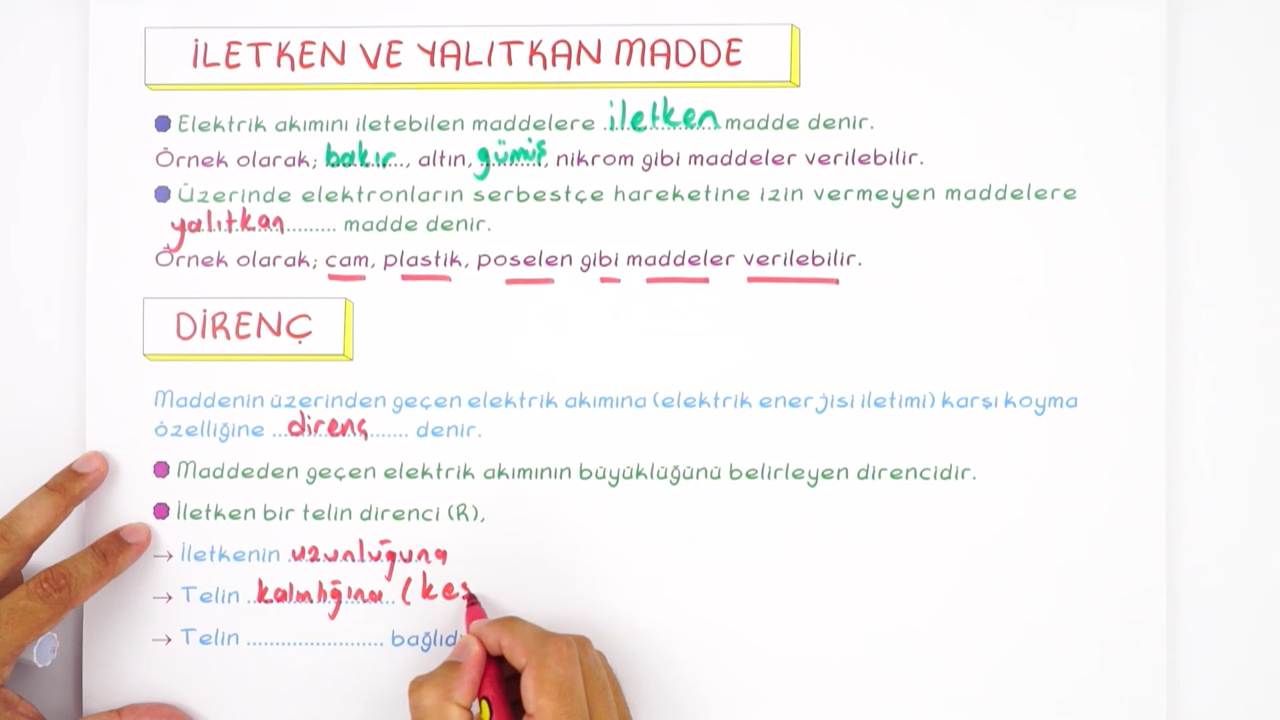 İLETKEN VE YALITKAN MADDE
Elektrik akımını iletebilen maddelere iletken madde denir.
Örnek olarak; bakır, altın, gümüş, nikrom gibi maddeler verilebilir.
Üzerinde elektronların serbestçe hareketine izin vermeyen maddelere
yalıtkan madde denir.
Örnek olarak; cam, plastik, poselen gibi maddeler verilebilir.
DİRENÇ
Maddenin üzerinden geçen elektrik akımına (elektrik enerjisi iletimi) karşı koyma
özelliğine direnç denir.
Maddeden geçen elektrik akımının büyüklüğünü belirleyen direncidir.
İletken bir telin direnci (R),
→ İletkenin uzunluğuna
→ Telin kalınlığına (kes
→ Telin .......................